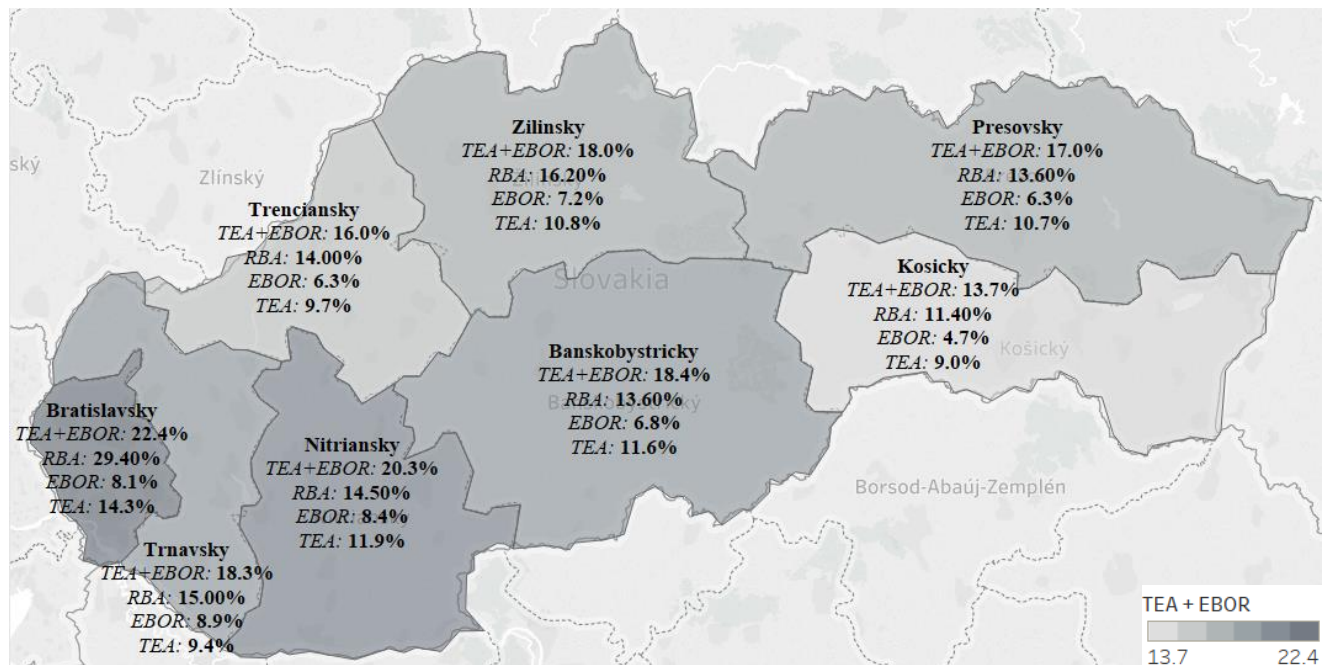 Zilinsky
TEA+EBOR: 18.0%
RBA: 16.20%
EBOR: 7.2%
TEA: 10.8%
Presovsky
TEA+EBOR: 17.0%
RBA: 13.60%
EBOR: 6.3%
TEA: 10.7%
ský
Zlínský
Trenciansky
TEA+EBOR: 16.0%
RBA: 14.00%
EBOR: 6.3%
TEA: 9.7%
Slovakia
Kosicky
TEA+EBOR: 13.7%
RBA: 11.40%
EBOR: 4.7%
TEA: 9.0%
Košický
Banskobystricky
TEA+EBOR: 18.4%
RBA: 13.60%
Banskobystrický
EBOR: 6.8%
TEA: 11.6%
Bratislavsky
TEA+EBOR: 22.4%
RBA: 29.40%
EBOR: 8.1%
TEA: 14.3%
Nitriansky
TEA+EBOR: 20.3%
RBA: 14.50%
EBOR: 8.4%
TEA: 11.9%
Borsod-Abaúj-Zemplén
Trnavsky
TEA+EBOR: 18.3%
RBA: 15.00%
EBOR: 8.9%
TEA: 9.4%
TEA + EBOR
13.7 22.4